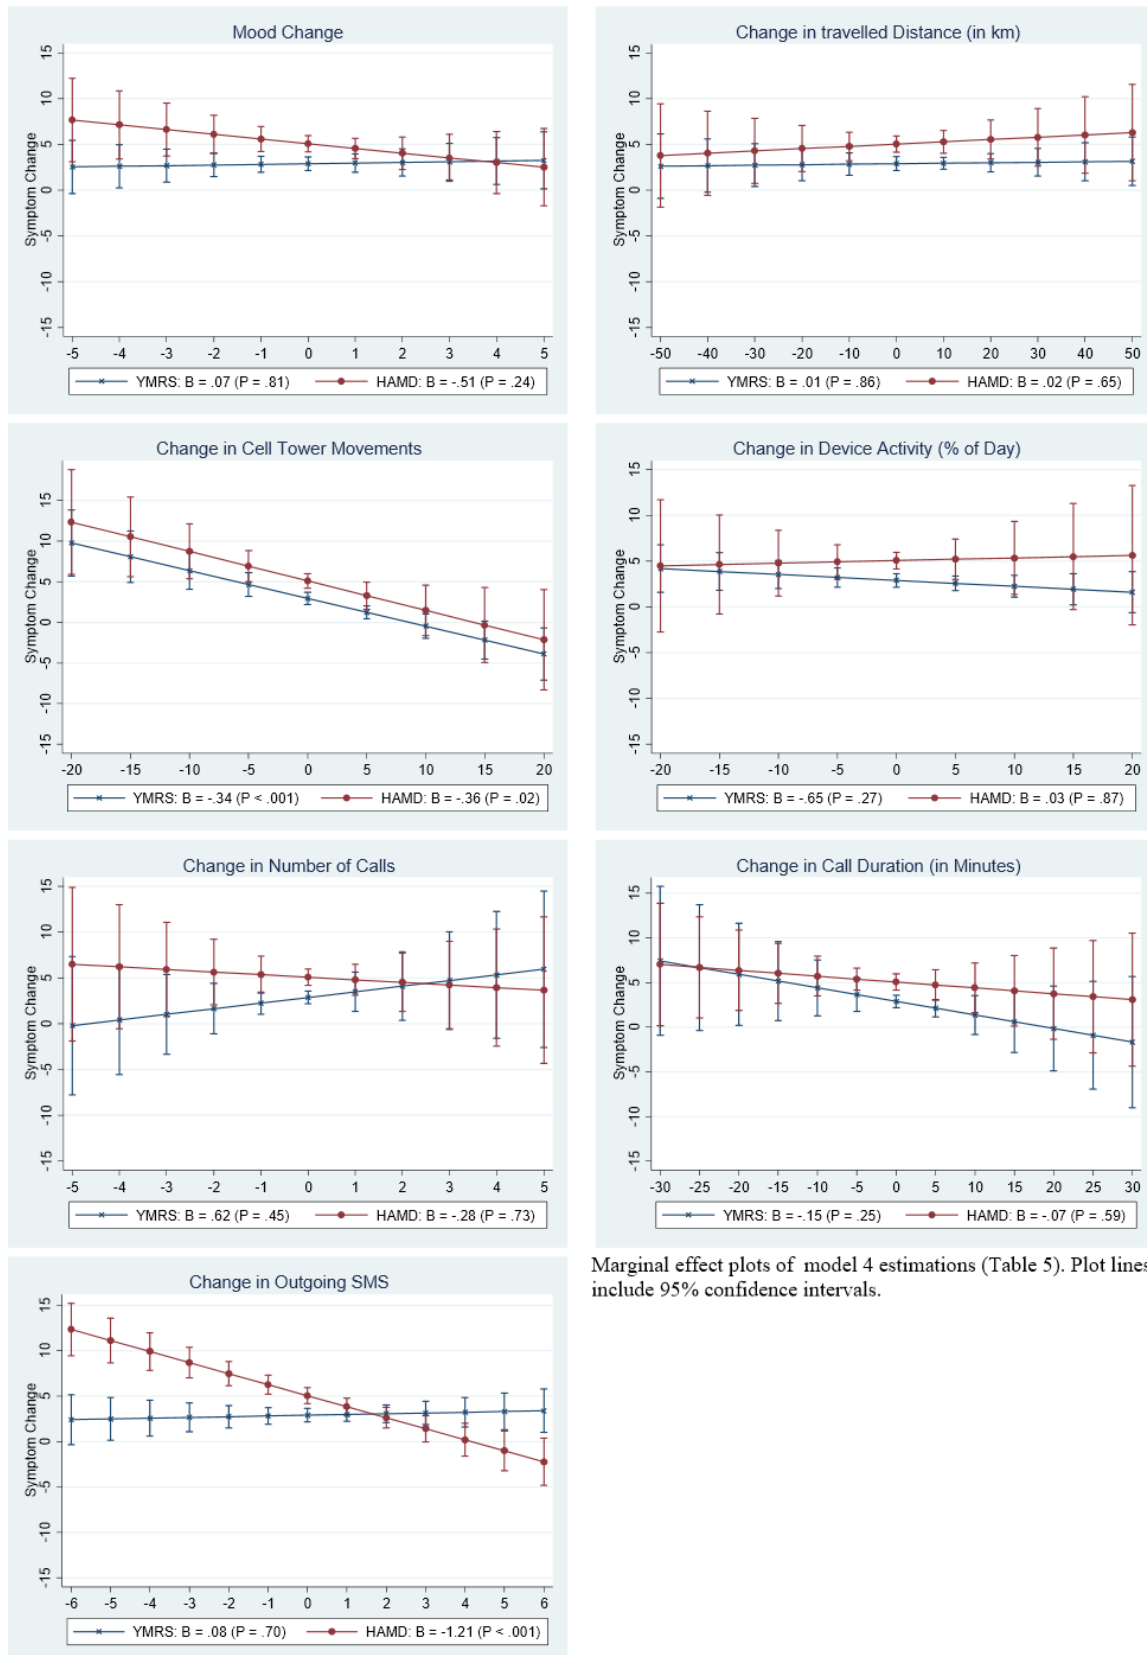 Mood Change
15
10
5
0
-5
-10
-15
Symptom Change
-5 -4 -3 -2 -1 0 1 2 3 4 5
YMRS: B = .07 (P = .81) HAMD: B = -.51 (P = .24)
Change in travelled Distance (in km)
15
10
5
0
-5
-10
-15
Symptom Change
-50 -40 -30 -20 -10 0 10 20 30 40 50
YMRS: B = .01 (P = .86) HAMD: B = .02 (P = .65)
Change in Cell Tower Movements
15
10
5
0
-5
-10
-15
Symptom Change
-20 -15 -10 -5 0 5 10 15 20
YMRS: B = -.34 (P < .001) HAMD: B = -.36 (P = .02)
Change in Device Activity (% of Day)
15
10
5
0
-5
-10
-15
Symptom Change
-20 -15 -10 -5 0 5 10 15 20
YMRS: B = -.65 (P = .27) HAMD: B = .03 (P = .87)
Change in Number of Calls
15
10
5
0
-5
-10
-15
Symptom Change
-5 -4 -3 -2 -1 0 1 2 3 4 5
YMRS: B = .62 (P = .45) HAMD: B = -.28 (P = .73)
Change in Call Duration (in Minutes)
15
10
5
0
-5
-10
-15
Symptom Change
-30 -25 -20 -15 -10 -5 0 5 10 15 20 25 30
YMRS: B = -.15 (P = .25) HAMD: B = -.07 (P = .59)
Change in Outgoing SMS
15
10
5
0
-5
-10
-15
Symptom Change
-6 -5 -4 -3 -2 -1 0 1 2 3 4 5 6
YMRS: B = .08 (P = .70) HAMD: B = -1.21 (P < .001)
Marginal effect plots of model 4 estimations (Table 5). Plot lines
include 95% confidence intervals.